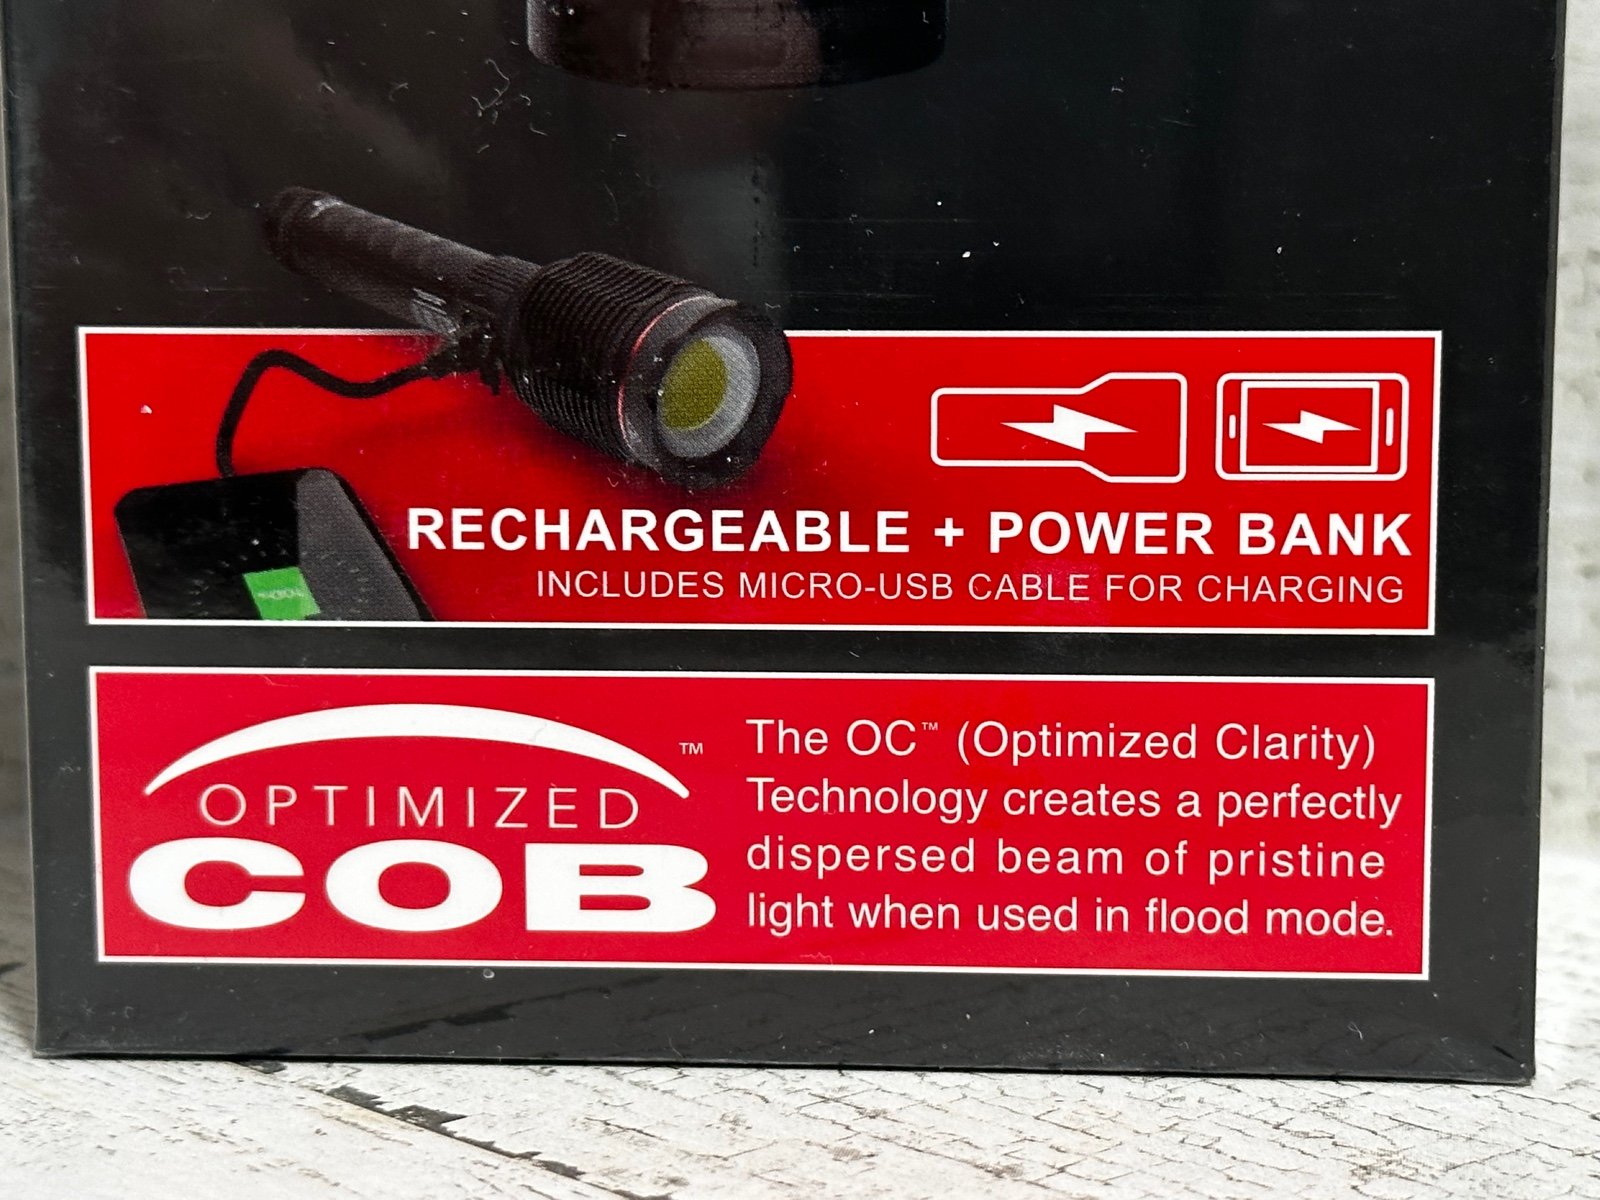 RECHARGEABLE + POWER BANK
INCLUDES MICRO-USB CABLE FOR CHARGING
OPTIMIZED
COB
™
The OC™ (Optimized Clarity)
Technology creates a perfectly
dispersed beam of pristine
light when used in flood mode.